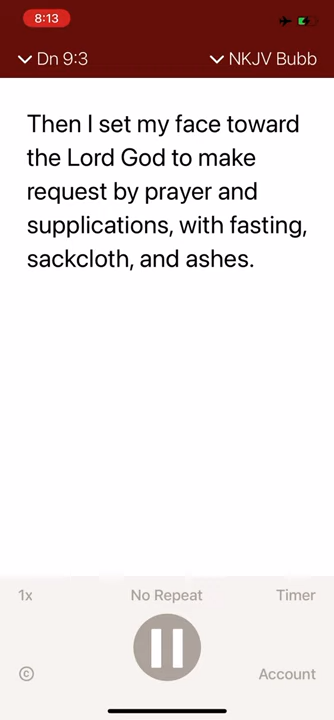 8:13
Dn 9:3 NKJV Bubb
Then I set my face toward
the Lord God to make
request by prayer and
supplications, with fasting,
sackcloth, and ashes.
1x No Repeat Timer
© Account